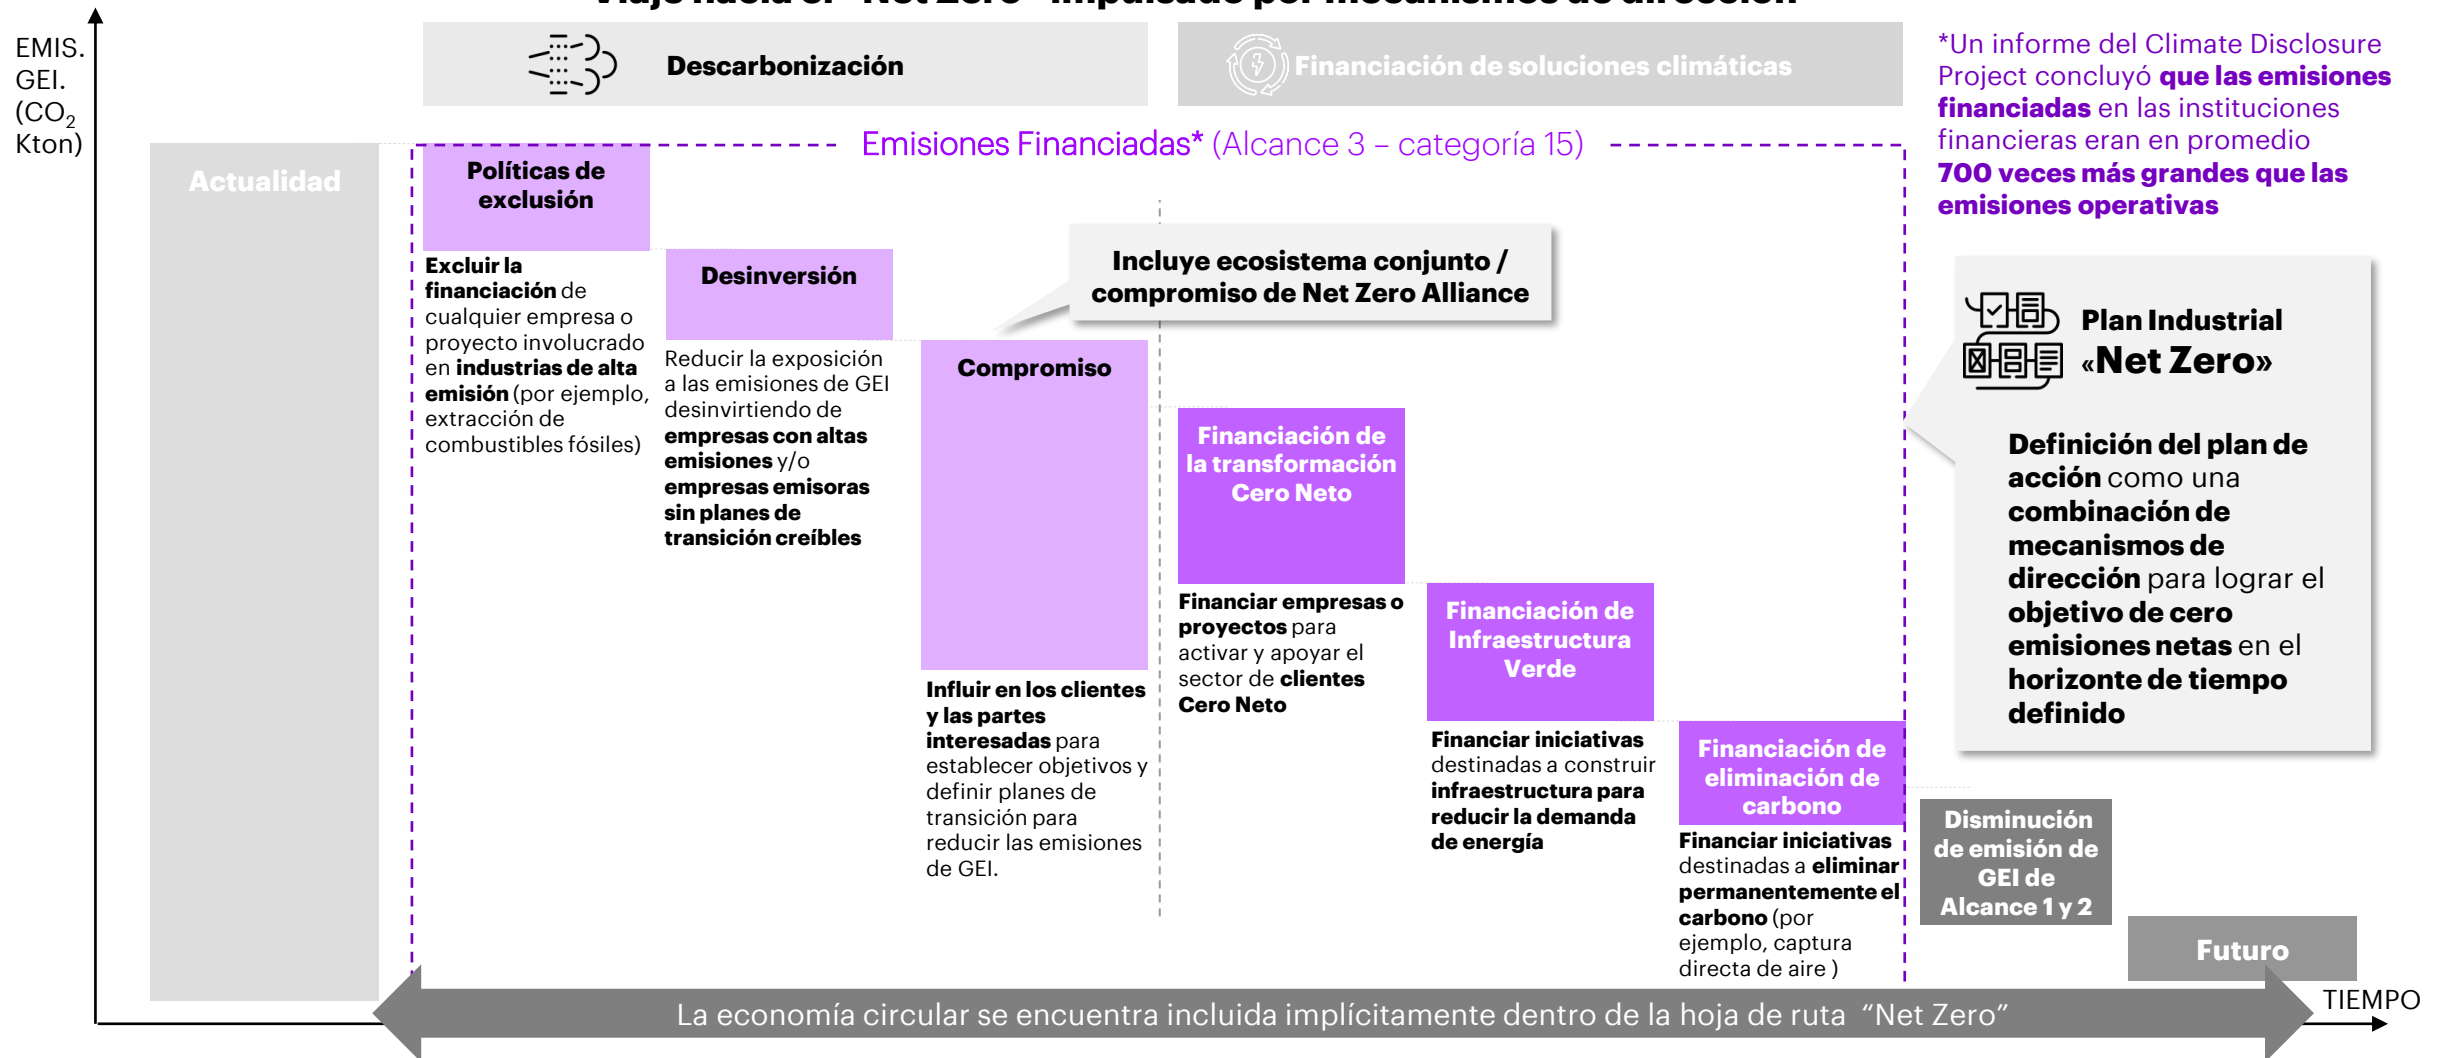 Viaje hacia el "Net Zero" impulsado por mecanismos de dirección
EMIS.
GEI.
(CO2
Kton)
Descarbonización
Financiación de soluciones climáticas
*Un informe del Climate Disclosure
Project concluyó que las emisiones
financiadas en las instituciones
financieras eran en promedio
700 veces más grandes que las
emisiones operativas
Emisiones Financiadas* (Alcance 3 – categoría 15)
Actualidad
Políticas de
exclusión
Excluir la
financiación de
cualquier empresa o
proyecto involucrado
en industrias de alta
emisión (por ejemplo,
extracción de
combustibles fósiles)
Desinversión
Reducir la exposición
a las emisiones de GEI
desinvirtiendo de
empresas con altas
emisiones y/o
empresas emisoras
sin planes de
transición creíbles
Incluye ecosistema conjunto /
compromiso de Net Zero Alliance
Compromiso
Influir en los clientes
y las partes
interesadas para
establecer objetivos y
definir planes de
transición para
reducir las emisiones
de GEI.
Financiación de
la transformación
Cero Neto
Financiar empresas o
proyectos para
activar y apoyar el
sector de clientes
Cero Neto
Financiación de
Infraestructura
Verde
Financiar iniciativas
destinadas a construir
infraestructura para
reducir la demanda
de energía
Financiación de
eliminación de
carbono
Financiar iniciativas
destinadas a eliminar
permanentemente el
carbono (por
ejemplo, captura
directa de aire )
Plan Industrial
«Net Zero»
Definición del plan de
acción como una
combinación de
mecanismos de
dirección para lograr el
objetivo de cero
emisiones netas en el
horizonte de tiempo
definido
Disminución
de emisión de
GEI de
Alcance 1 y 2
Futuro
La economía circular se encuentra incluida implícitamente dentro de la hoja de ruta “Net Zero”
TIEMPO